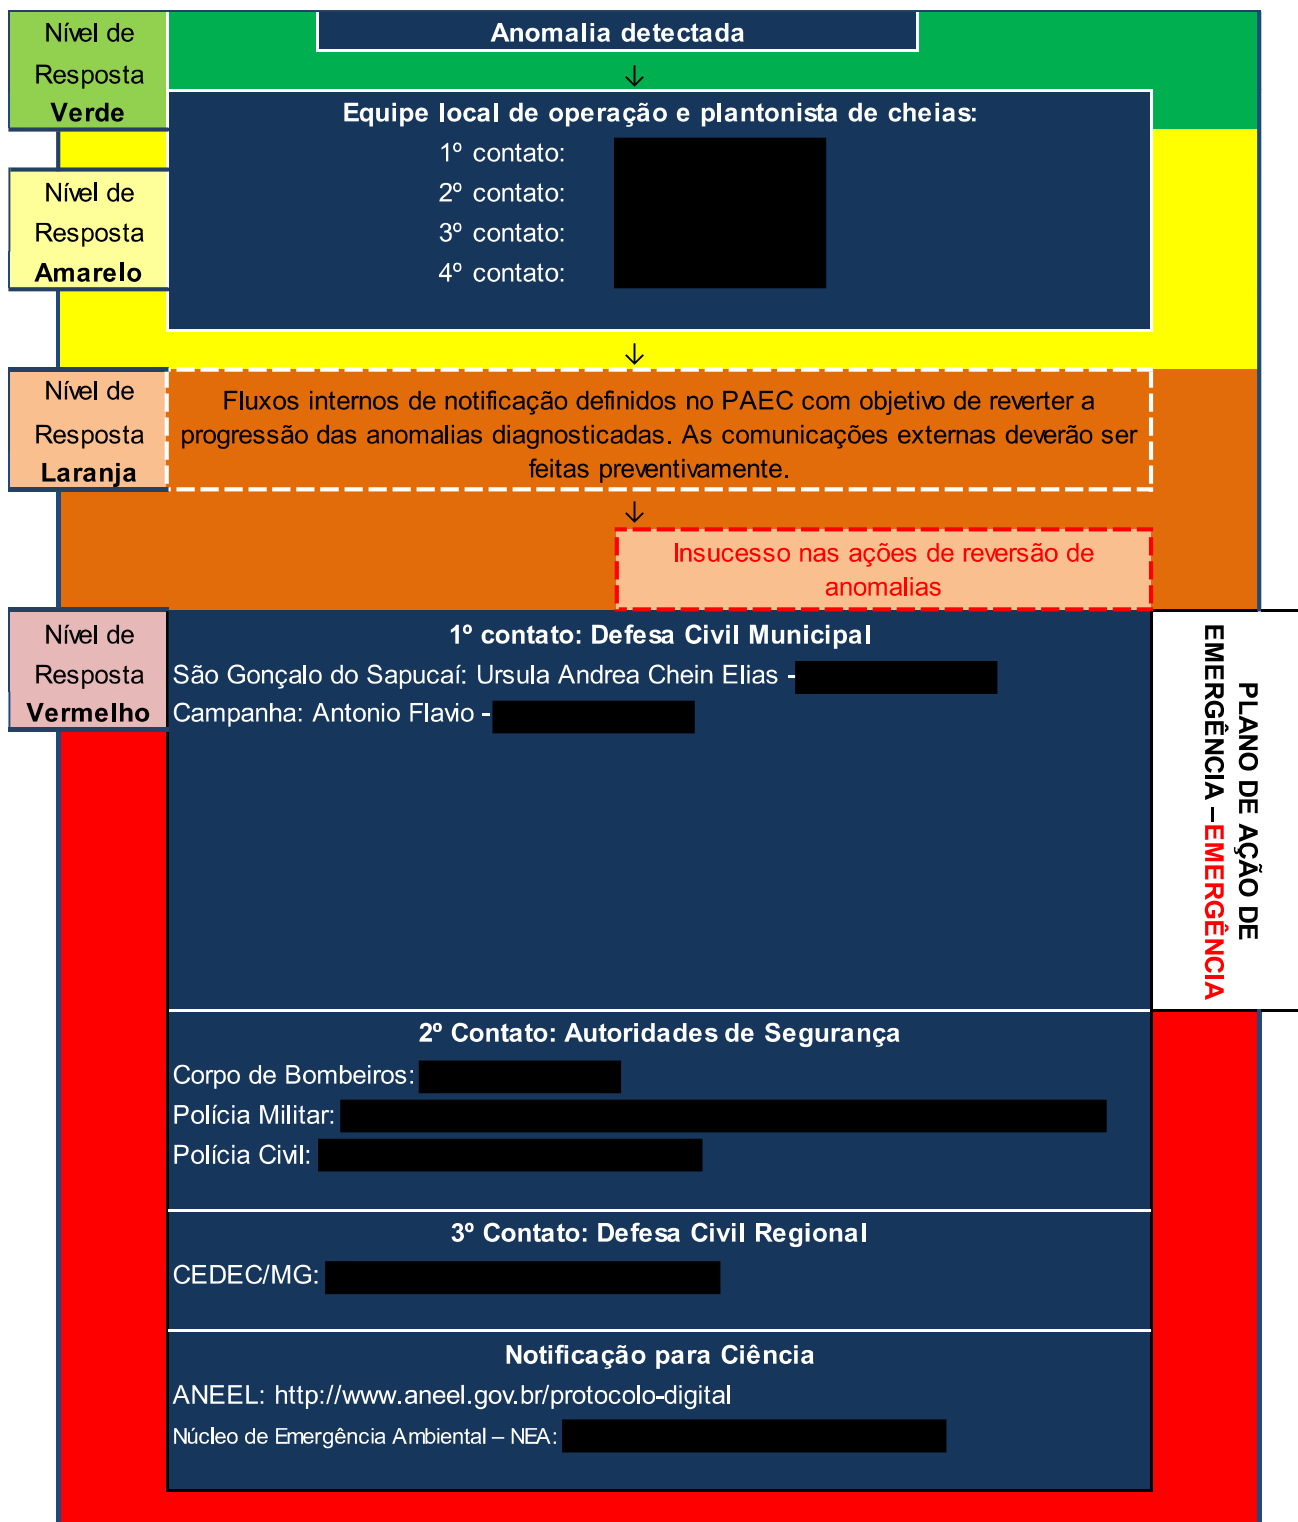 Nível de
Resposta
Verde
Anomalia detectada
↓
Equipe local de operação e plantonista de cheias:
1º contato:
2º contato:
3º contato:
4º contato:
Nível de
Resposta
Amarelo
↓
Nível de
Resposta
Laranja
Fluxos internos de notificação definidos no PAEC com objetivo de reverter a
progressão das anomalias diagnosticadas. As comunicações externas deverão ser
feitas preventivamente.
↓
Insucesso nas ações de reversão de
anomalias
Nível de
Resposta
Vermelho
1º contato: Defesa Civil Municipal
São Gonçalo do Sapucaí: Ursula Andrea Chein Elias -
Campanha: Antonio Flavio -
PLANO DE AÇÃO DE
EMERGÊNCIA –EMERGÊNCIA
2º Contato: Autoridades de Segurança
Corpo de Bombeiros:
Polícia Militar:
Polícia Civil:
3º Contato: Defesa Civil Regional
CEDEC/MG:
Notificação para Ciência
ANEEL: http://www.aneel.gov.br/protocolo-digital
Núcleo de Emergência Ambiental – NEA: